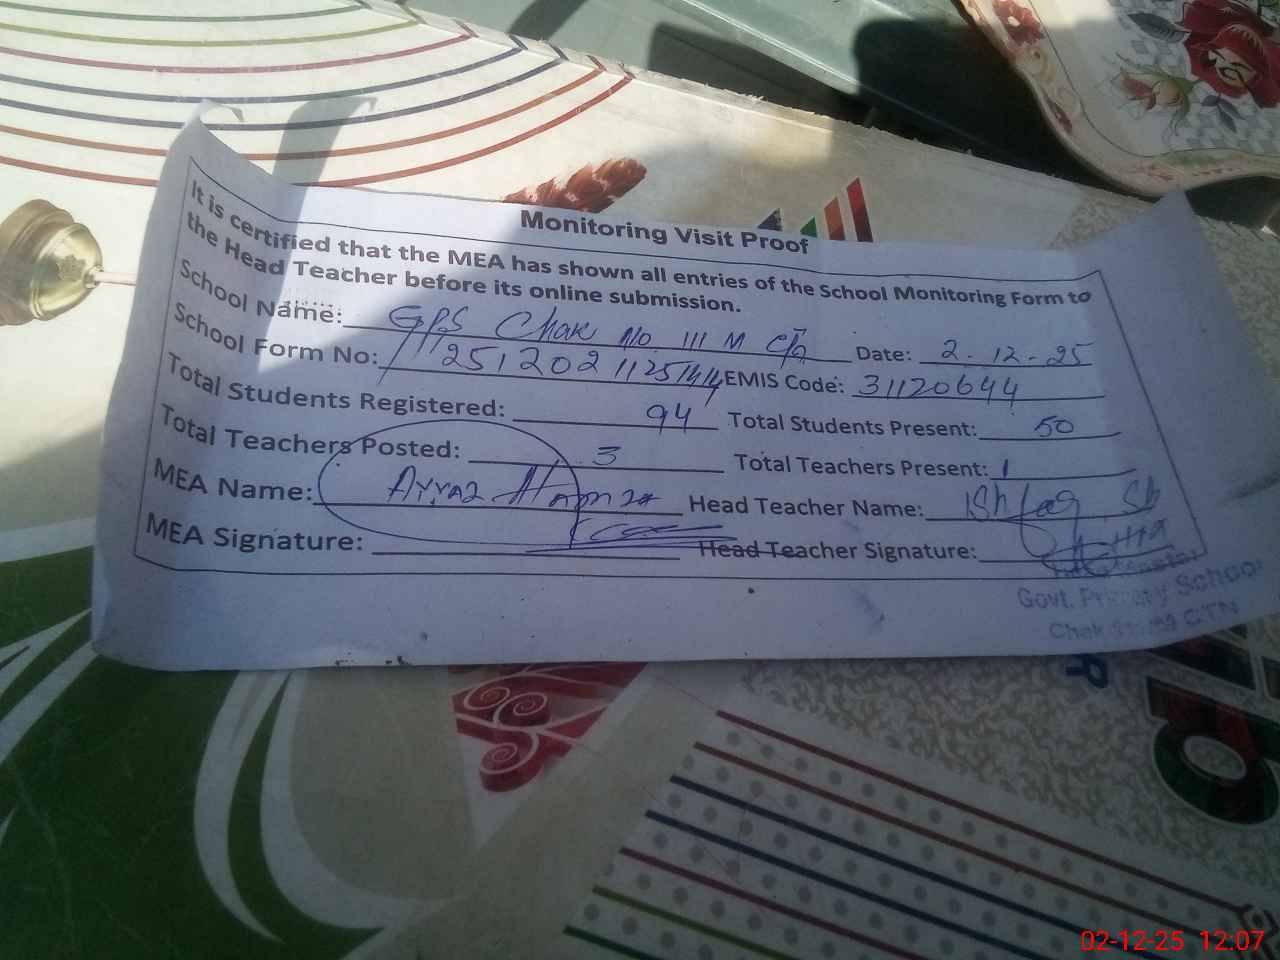 Monitoring Visit Proof
It is certified that the MEA has shown all entries of the School Monitoring Form to
the Head Teacher before its online submission.
School Name: GPS Chak No 111 M Date: 2-12-25
School Form No: EMIS Code: 31120644
Total Students Registered: 94 Total Students Present: 50
Total Teachers Posted: 3 Total Teachers Present: 1
MEA Name: Head Teacher Name: Ishfaq
MEA Signature: Head Teacher Signature:
Govt. Primary School
Chak
02-12-25 12:07